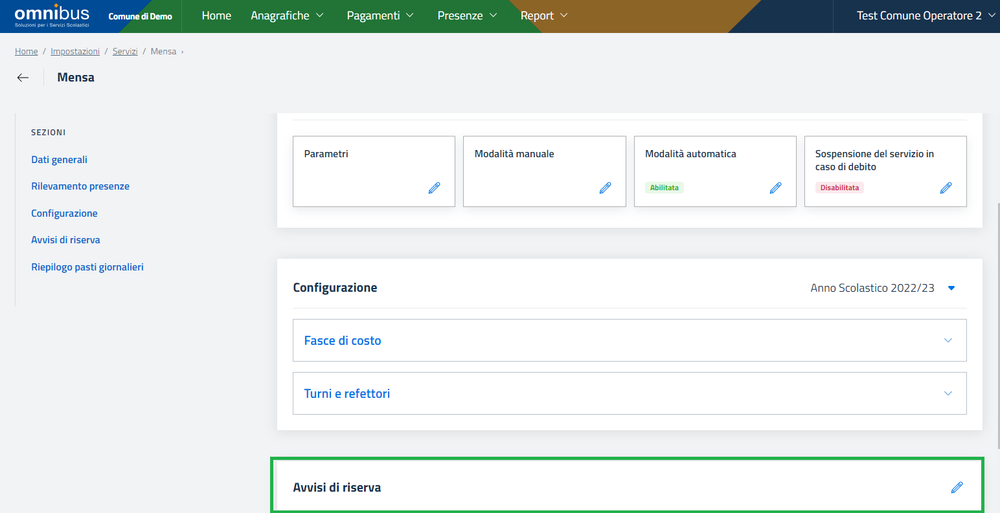 omnibus
Soluzioni per i Servizi Scolastici
Comune di Demo
Home
Anagrafiche
Pagamenti
Presenze
Report
Test Comune Operatore 2
Home / Impostazioni / Servizi / Mensa ›
Mensa
SEZIONI
Dati generali
Rilevamento presenze
Configurazione
Avvisi di riserva
Riepilogo pasti giornalieri
Parametri
Modalità manuale
Modalità automatica
Abilitata
Sospensione del servizio in
caso di debito
Disabilitata
Configurazione
Anno Scolastico 2022/23
Fasce di costo
Turni e refettori
Avvisi di riserva